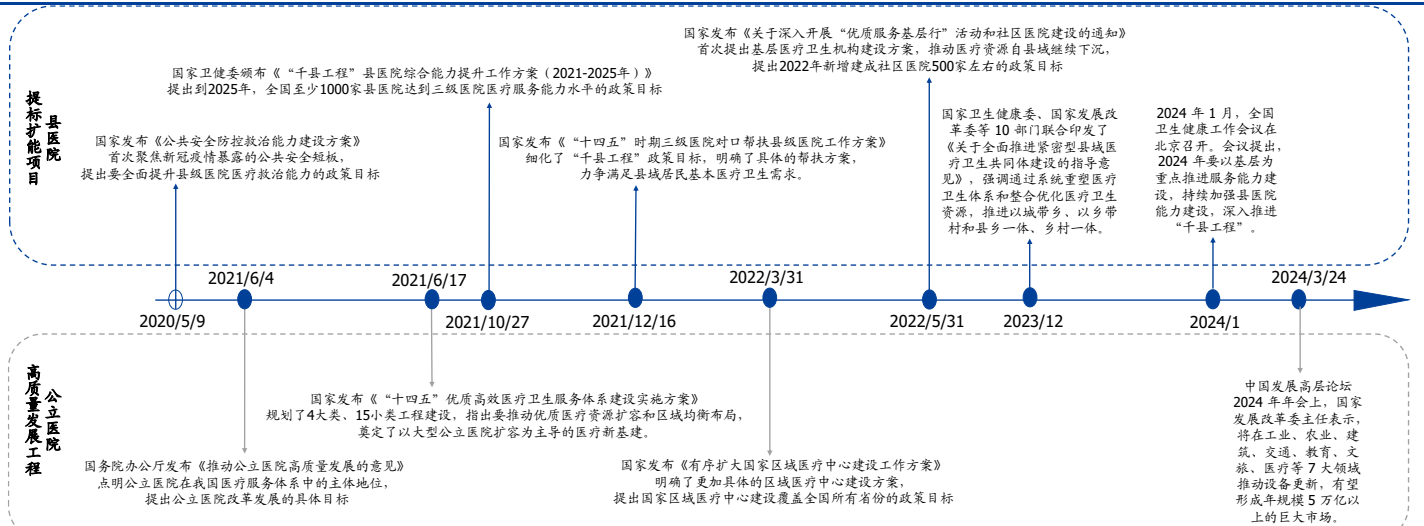 县医院
提标扩能项目
国家发布《公共安全防控救治能力建设方案》
首次聚焦新冠疫情暴露的公共安全短板，
提出要全面提升县级医院医疗救治能力的政策目标
国家卫健委颁布《“千县工程”县医院综合能力提升工作方案（2021-2025年）》
提出到2025年，全国至少1000家县医院达到三级医院医疗服务能力水平的政策目标
国家发布《“十四五”时期三级医院对口帮扶县级医院工作方案》
细化了“千县工程”政策目标，明确了具体的帮扶方案，
力争满足县域居民基本医疗卫生需求。
国家发布《关于深入开展“优质服务基层行”活动和社区医院建设的通知》
首次提出基层医疗卫生机构建设方案，推动医疗资源自县域继续下沉，
提出2022年新增建成社区医院500家左右的政策目标
国家卫生健康委、国家发展改
革委等 10 部门联合印发了
《关于全面推进紧密型县域医
疗卫生共同体建设的指导意
见》，强调通过系统重塑医疗
卫生体系和整合优化医疗卫生
资源，推进以城带乡、以乡带
村和县乡一体、乡村一体。
2024 年 1 月，全国
卫生健康工作会议在
北京召开。会议提出，
2024 年要以基层为
重点推进服务能力建
设，持续加强县医院
能力建设，深入推进
“千县工程”。
2021/6/4
2021/6/17
2022/3/31
2024/3/24
2020/5/9
2021/10/27
2021/12/16
2022/5/31
2023/12
2024/1
公立医院
高质量发展工程
国家发布《“十四五”优质高效医疗卫生服务体系建设实施方案》
规划了4大类、15小类工程建设，指出要推动优质医疗资源扩容和区域均衡布局，
奠定了以大型公立医院扩容为主导的医疗新基建。
国务院办公厅发布《推动公立医院高质量发展的意见》
点明公立医院在我国医疗服务体系中的主体地位，
提出公立医院改革发展的具体目标
国家发布《有序扩大国家区域医疗中心建设工作方案》
明确了更加具体的区域医疗中心建设方案，
提出国家区域医疗中心建设覆盖全国所有省份的政策目标
中国发展高层论坛
2024 年年会上，国家
发展改革委主任表示，
将在工业、农业、建
筑、交通、教育、文
旅、医疗等 7 大领域
推动设备更新，有望
形成年规模 5 万亿以
上的巨大市场。